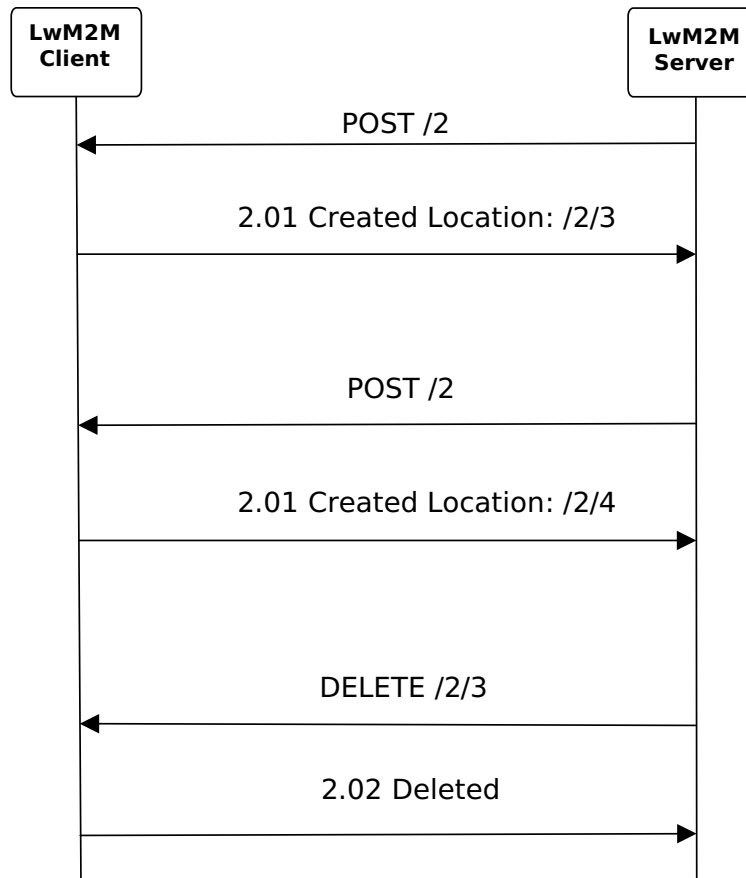 LwM2M
Client
LwM2M
Server
POST /2
2.01 Created Location: /2/3
POST /2
2.01 Created Location: /2/4
DELETE /2/3
2.02 Deleted